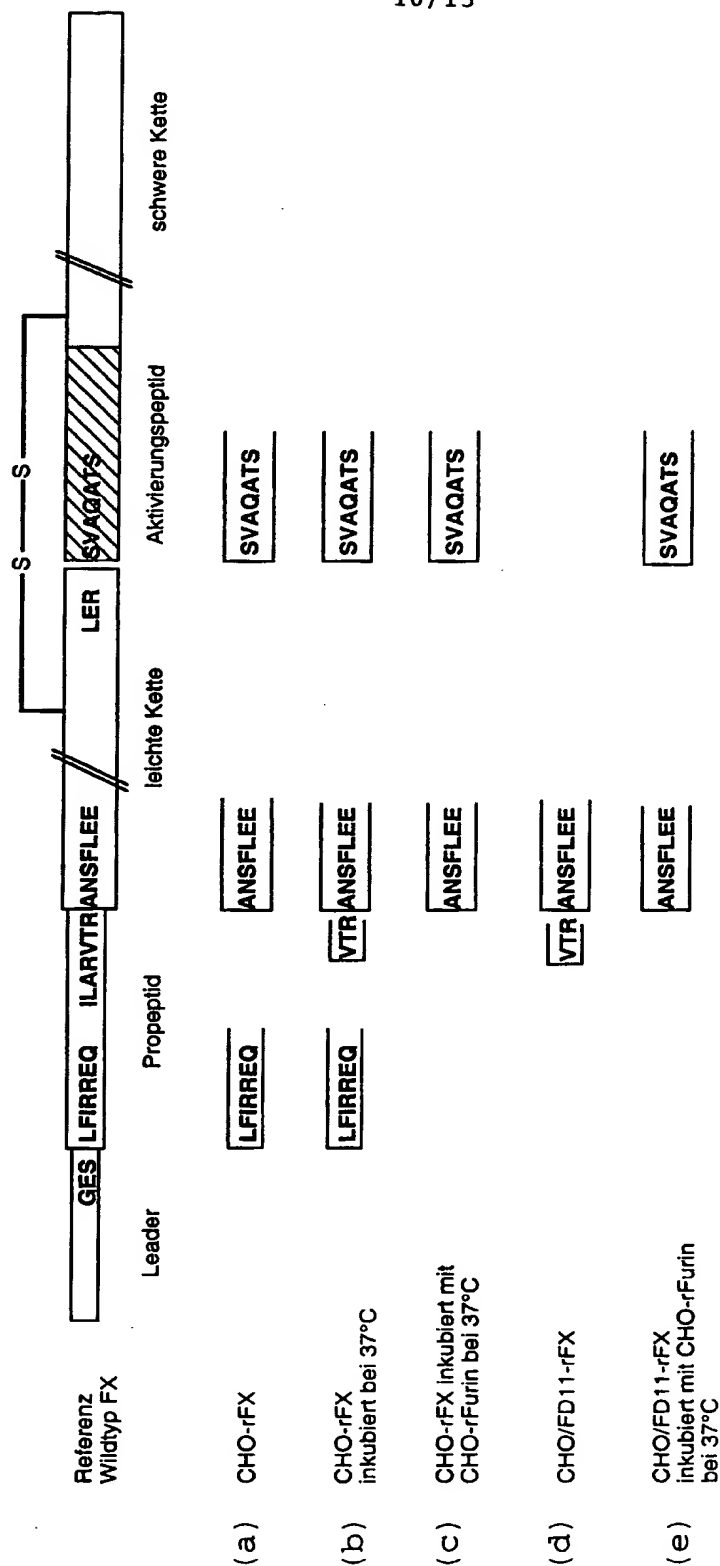 10/13
S S
GES LFIRREQ ILARVTR ANSFLEE LER SVAQATS
Referenz
Wildtyp FX
Leader Propeptid leichte Kette Aktivierungspeptid schwere Kette
(a) CHO-rFX LFIRREQ ANSFLEE SVAQATS
(b) CHO-rFX
inkubiert bei 37°C
LFIRREQ VTR ANSFLEE SVAQATS
(c) CHO-rFX inkubiert mit
CHO-rFurin bei 37°C
ANSFLEE SVAQATS
(d) CHO/FD11-rFX VTR ANSFLEE
(e) CHO/FD11-rFX
inkubiert mit CHO-rFurin
bei 37°C
ANSFLEE SVAQATS